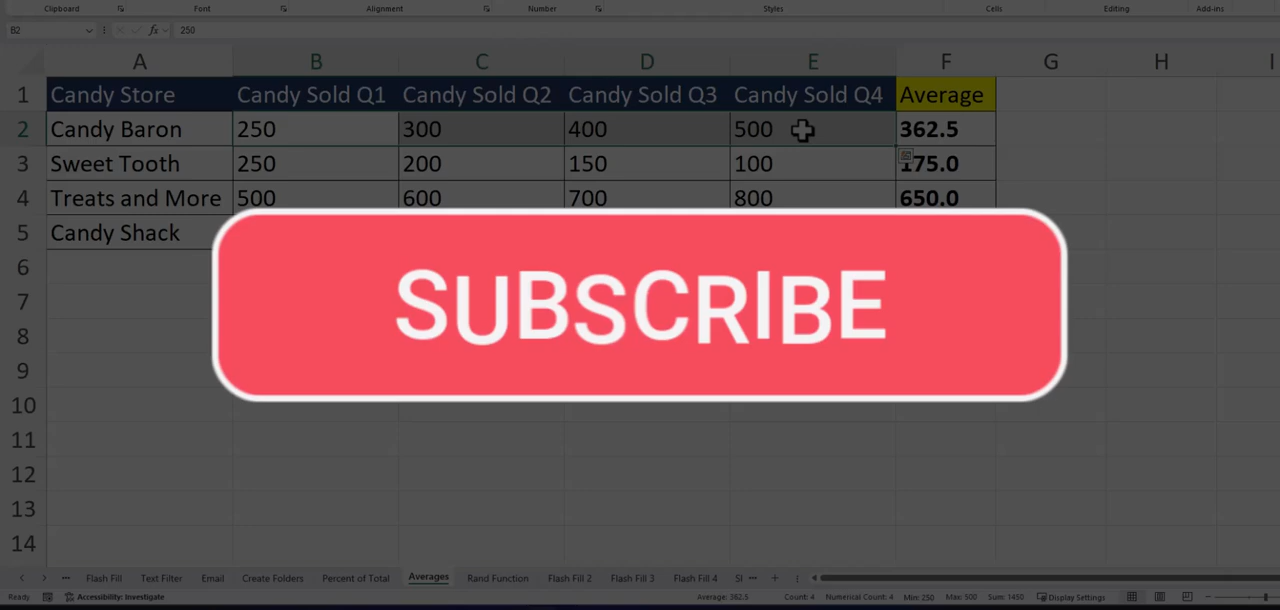 Clipboard Font Alignment Number Styles Cells Editing Add-ins
B2 fx 250
A B C D E F G H I
1 Candy Store Candy Sold Q1 Candy Sold Q2 Candy Sold Q3 Candy Sold Q4 Average
2 Candy Baron 250 300 400 500 362.5
3 Sweet Tooth 250 200 150 100 175.0
4 Treats and More 500 600 700 800 650.0
5 Candy Shack
SUBSCRIBE
6
7
8
9
10
11
12
13
14
Flash Fill Text Filter Email Create Folders Percent of Total Averages Rand Function Flash Fill 2 Flash Fill 3 Flash Fill 4 SI
Ready Accessibility: Investigate Average: 362.5 Count: 4 Numerical Count: 4 Min: 250 Max: 500 Sum: 1450 Display Settings